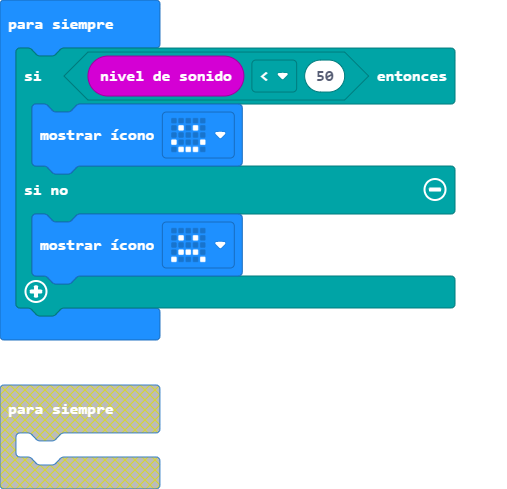 para siempre
si nivel de sonido < 50 entonces
mostrar ícono
si no
mostrar ícono
para siempre